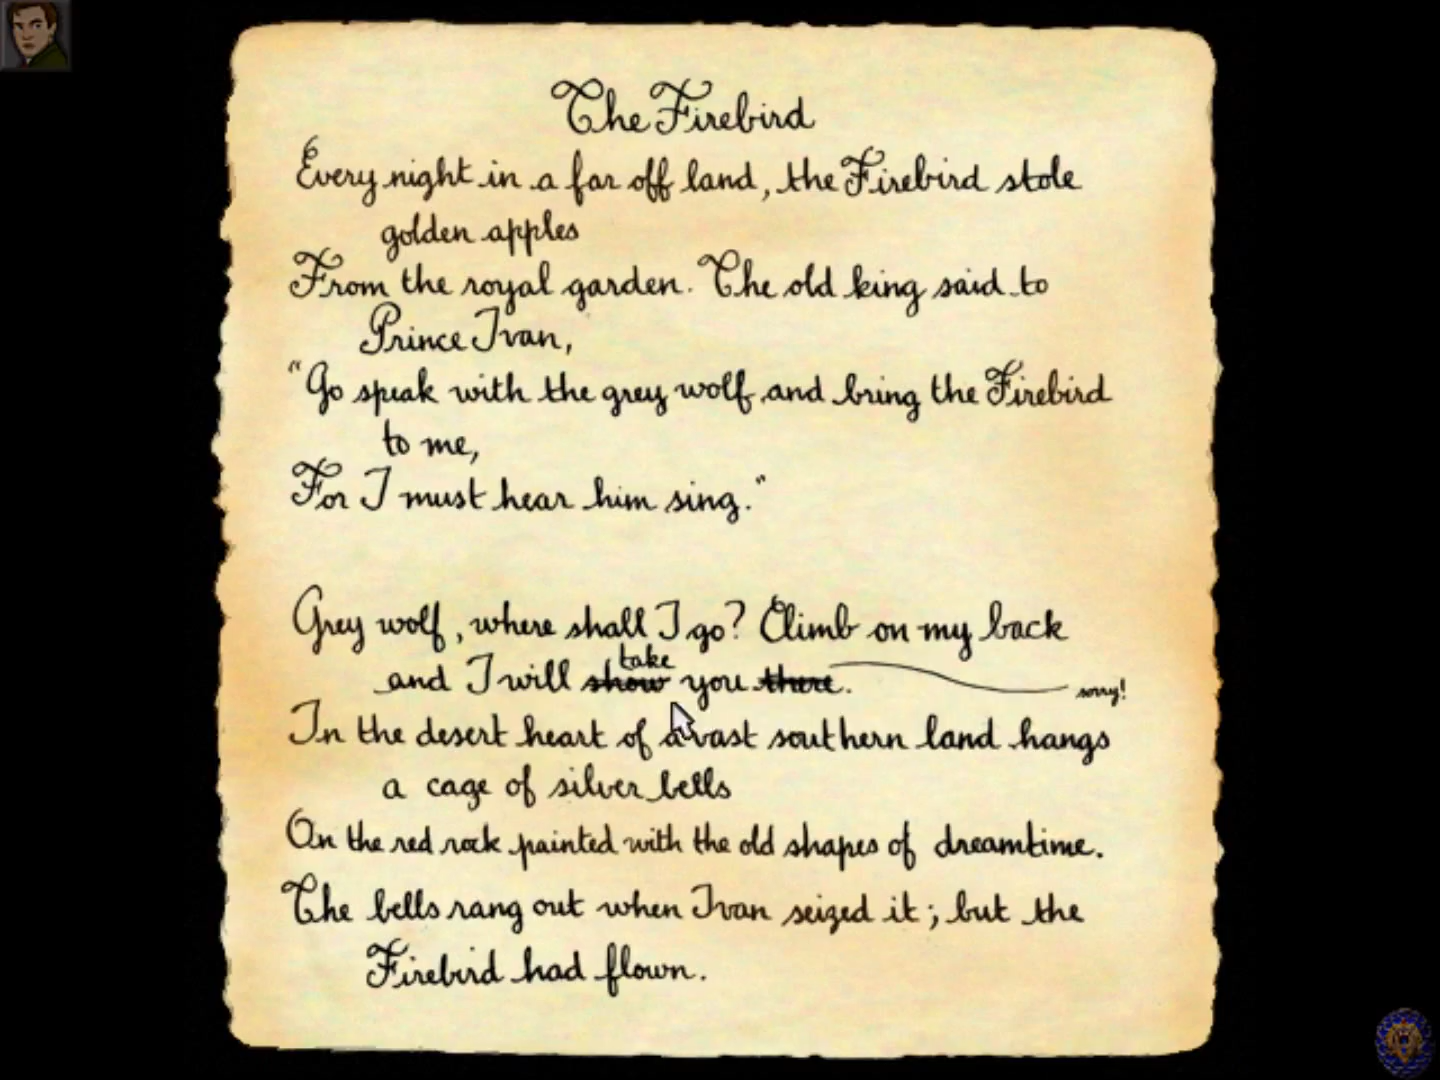 The Firebird
Every night in a far off land, the Firebird stole
golden apples
From the royal garden. The old king said to
Prince Ivan,
"Go speak with the grey wolf and bring the Firebird
to me,
For I must hear him sing."
Grey wolf, where shall I go? Climb on my back
take
and I will show you there. sorry!
In the desert heart of a vast southern land hangs
a cage of silver bells
On the red rock painted with the old shapes of dreamtime.
The bells rang out when Ivan seized it; but the
Firebird had flown.